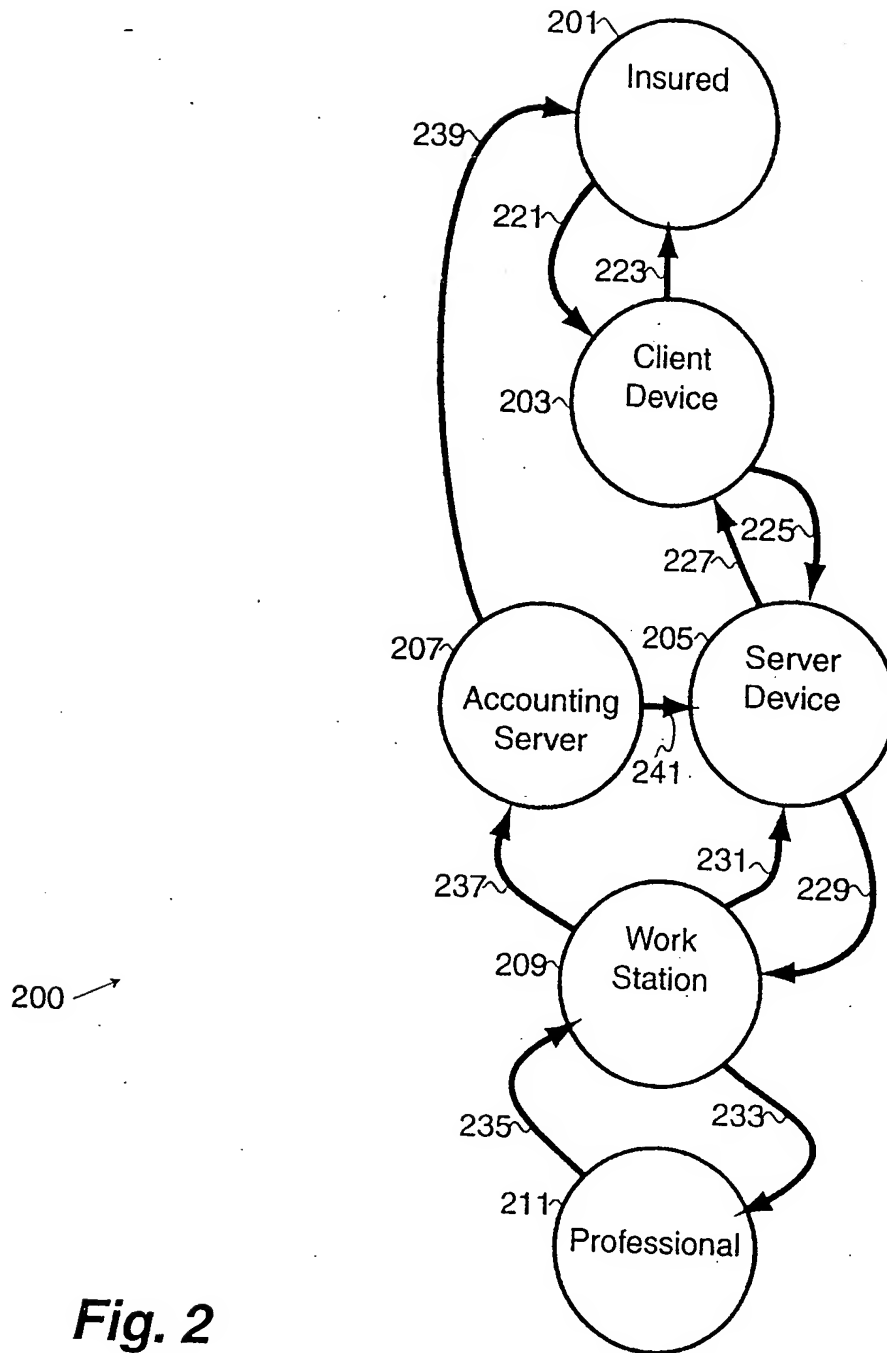 201
Insured
239
221
223
Client
Device
203
225
227
207
205
Server
Device
Accounting
Server
241
237
231
229
Work
Station
209
200
235
233
211
Professional
Fig. 2